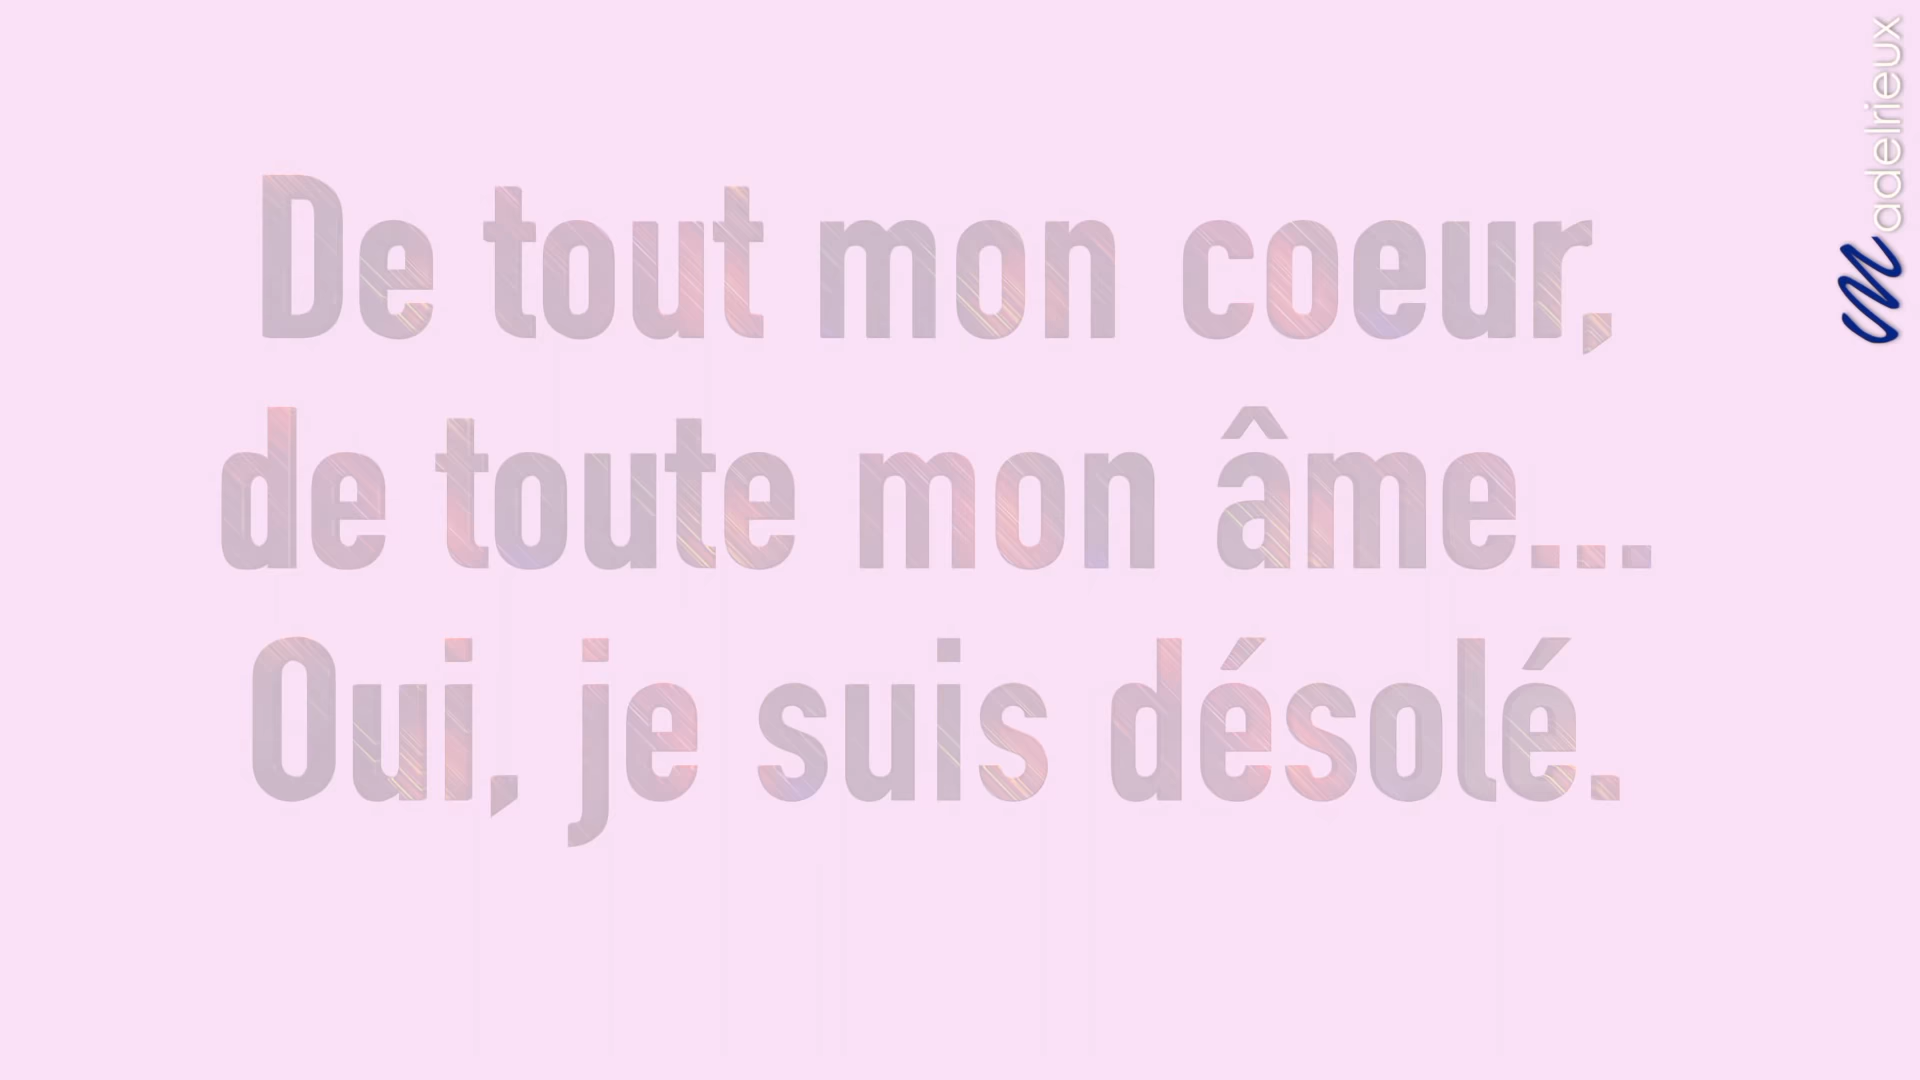 De tout mon coeur,
de toute mon âme...
Oui, je suis désolé.
Madelrieux